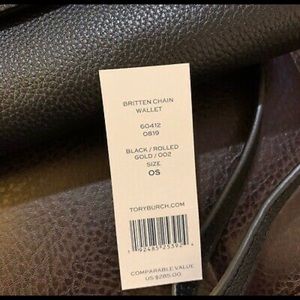 BRITTEN CHAIN
WALLET
60412
0819
BLACK / ROLLED
GOLD / 002
SIZE
OS
TORYBURCH.COM
COMPARABLE VALUE
US $285.00